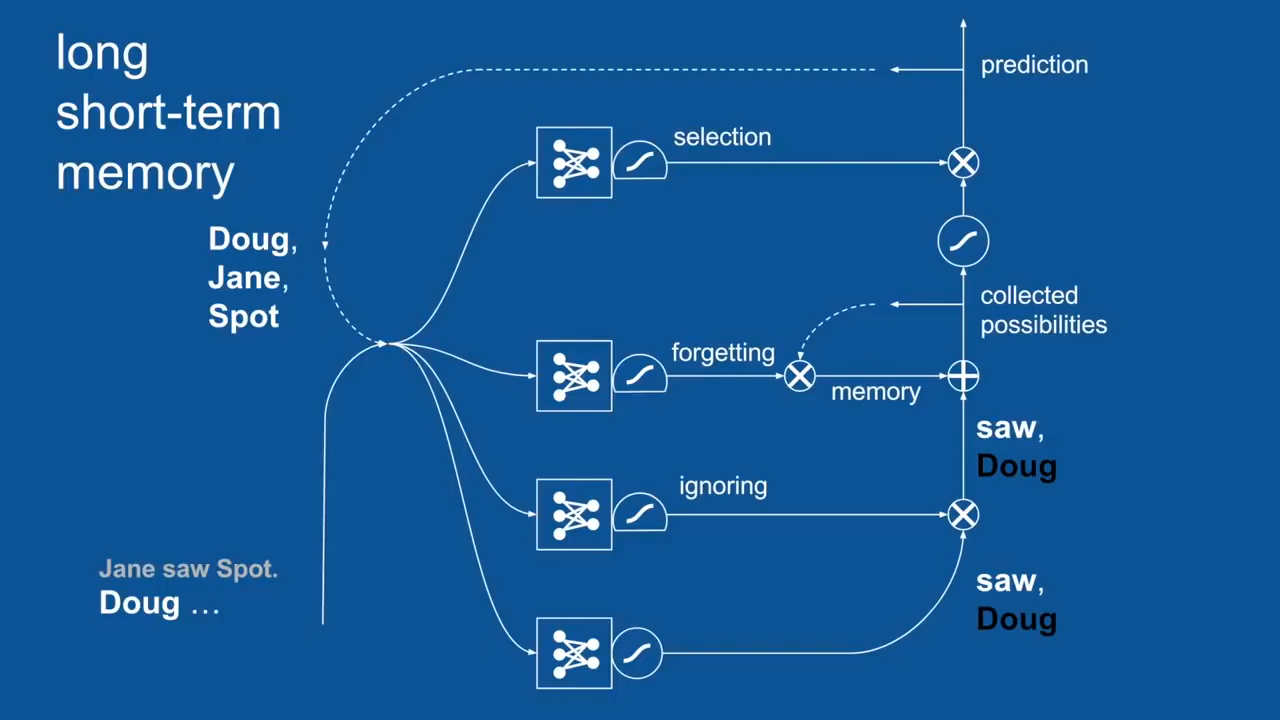 long
short-term
memory
prediction
selection
Doug,
Jane,
Spot
collected
possibilities
forgetting
memory
saw,
Doug
ignoring
Jane saw Spot.
Doug …
saw,
Doug